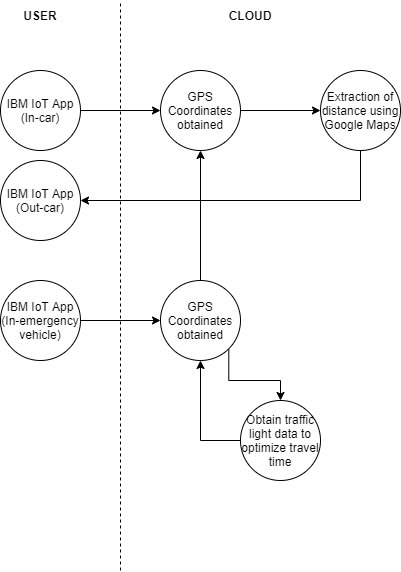 USER
CLOUD
IBM IoT App
(In-car)
GPS
Coordinates
obtained
Extraction of
distance using
Google Maps
IBM IoT App
(Out-car)
IBM IoT App
(In-emergency
vehicle)
GPS
Coordinates
obtained
Obtain traffic
light data to
optimize travel
time